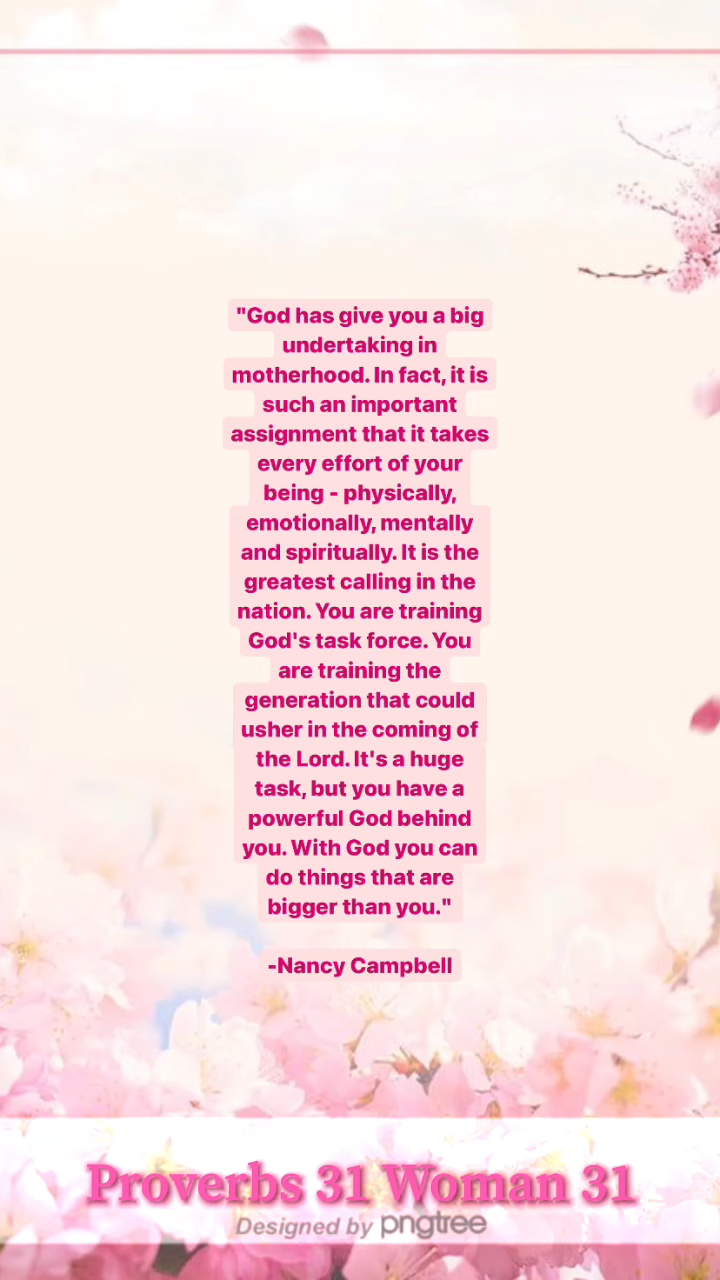 "God has give you a big
undertaking in
motherhood. In fact, it is
such an important
assignment that it takes
every effort of your
being - physically,
emotionally, mentally
and spiritually. It is the
greatest calling in the
nation. You are training
God's task force. You
are training the
generation that could
usher in the coming of
the Lord. It's a huge
task, but you have a
powerful God behind
you. With God you can
do things that are
bigger than you."
-Nancy Campbell
Proverbs 31 Woman 31
Designed by pngtree